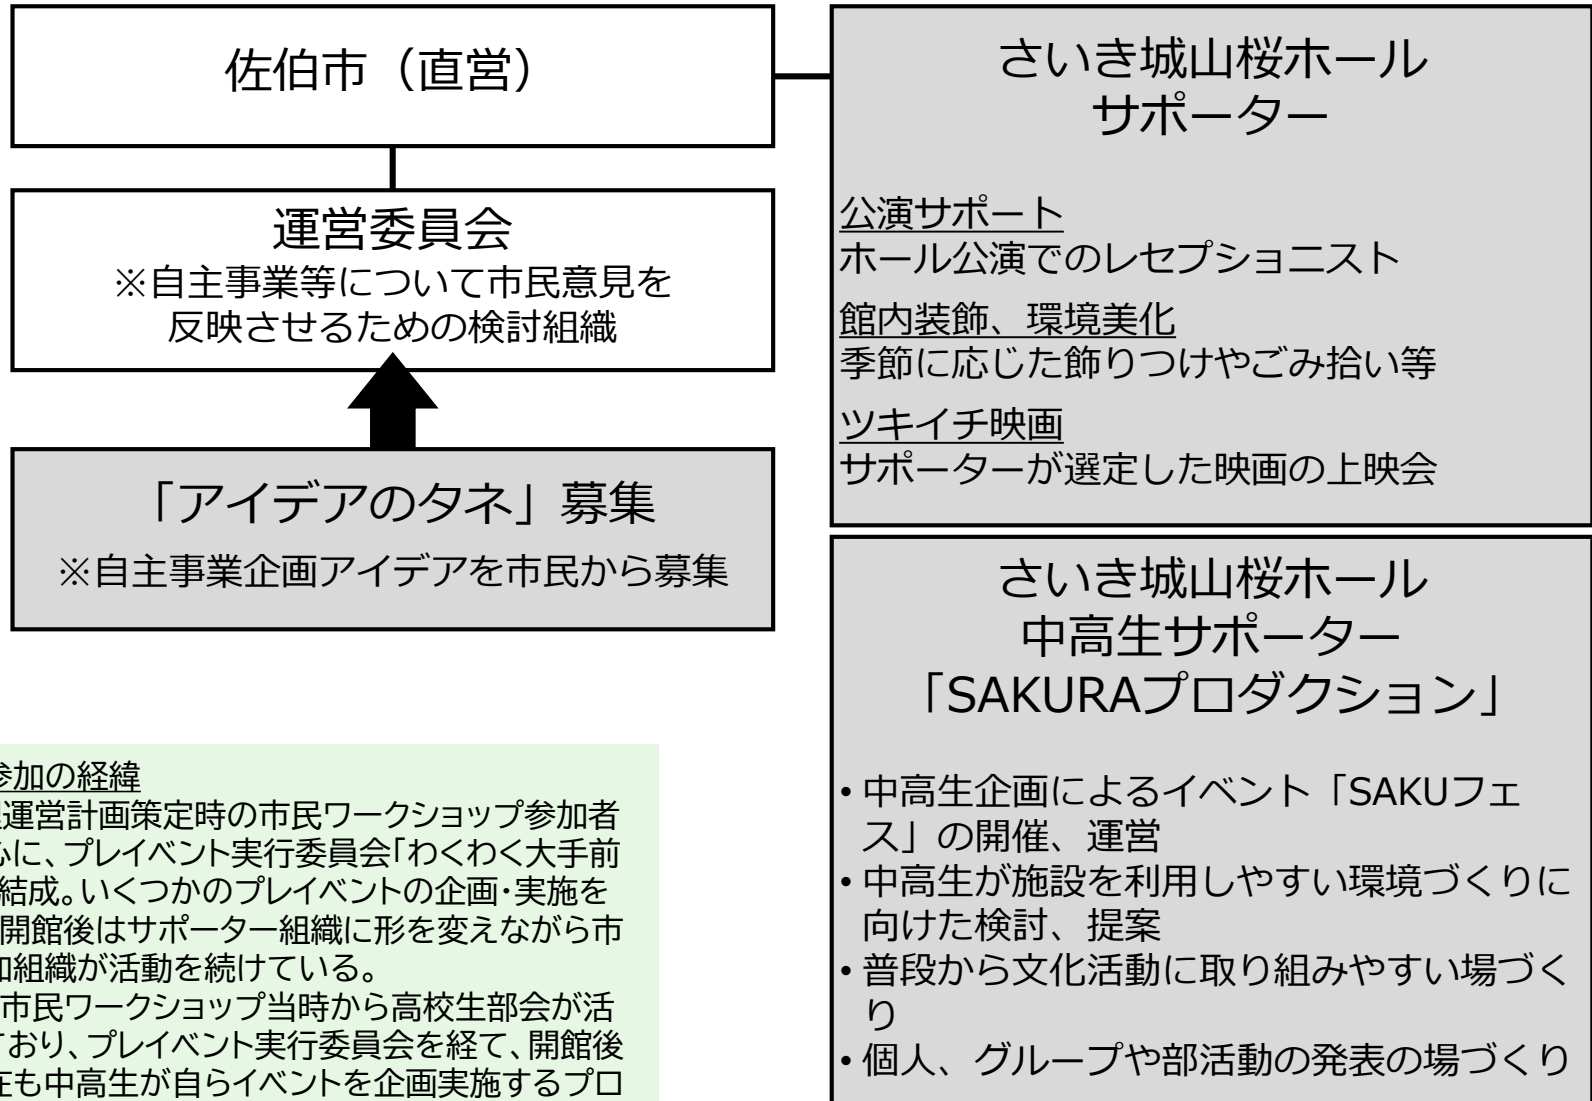 佐伯市（直営）
運営委員会
※自主事業等について市民意見を
反映させるための検討組織
「アイデアのタネ」募集
※自主事業企画アイデアを市民から募集
さいき城山桜ホール
サポーター
公演サポート
ホール公演でのレセプショニスト
館内装飾、環境美化
季節に応じた飾りつけやごみ拾い等
ツキイチ映画
サポーターが選定した映画の上映会
さいき城山桜ホール
中高生サポーター
「SAKURAプロダクション」
• 中高生企画によるイベント「SAKUフェ
ス」の開催、運営
• 中高生が施設を利用しやすい環境づくりに
向けた検討、提案
• 普段から文化活動に取り組みやすい場づく
り
• 個人、グループや部活動の発表の場づくり
参加の経緯
運営計画策定時の市民ワークショップ参加者
に、プレイベント実行委員会「わくわく大手前
結成。いくつかのプレイベントの企画・実施を
開館後はサポーター組織に形を変えながら市
組織が活動を続けている。
市民ワークショップ当時から高校生部会が活
ており、プレイベント実行委員会を経て、開館後
も中高生が自らイベントを企画実施するプロ